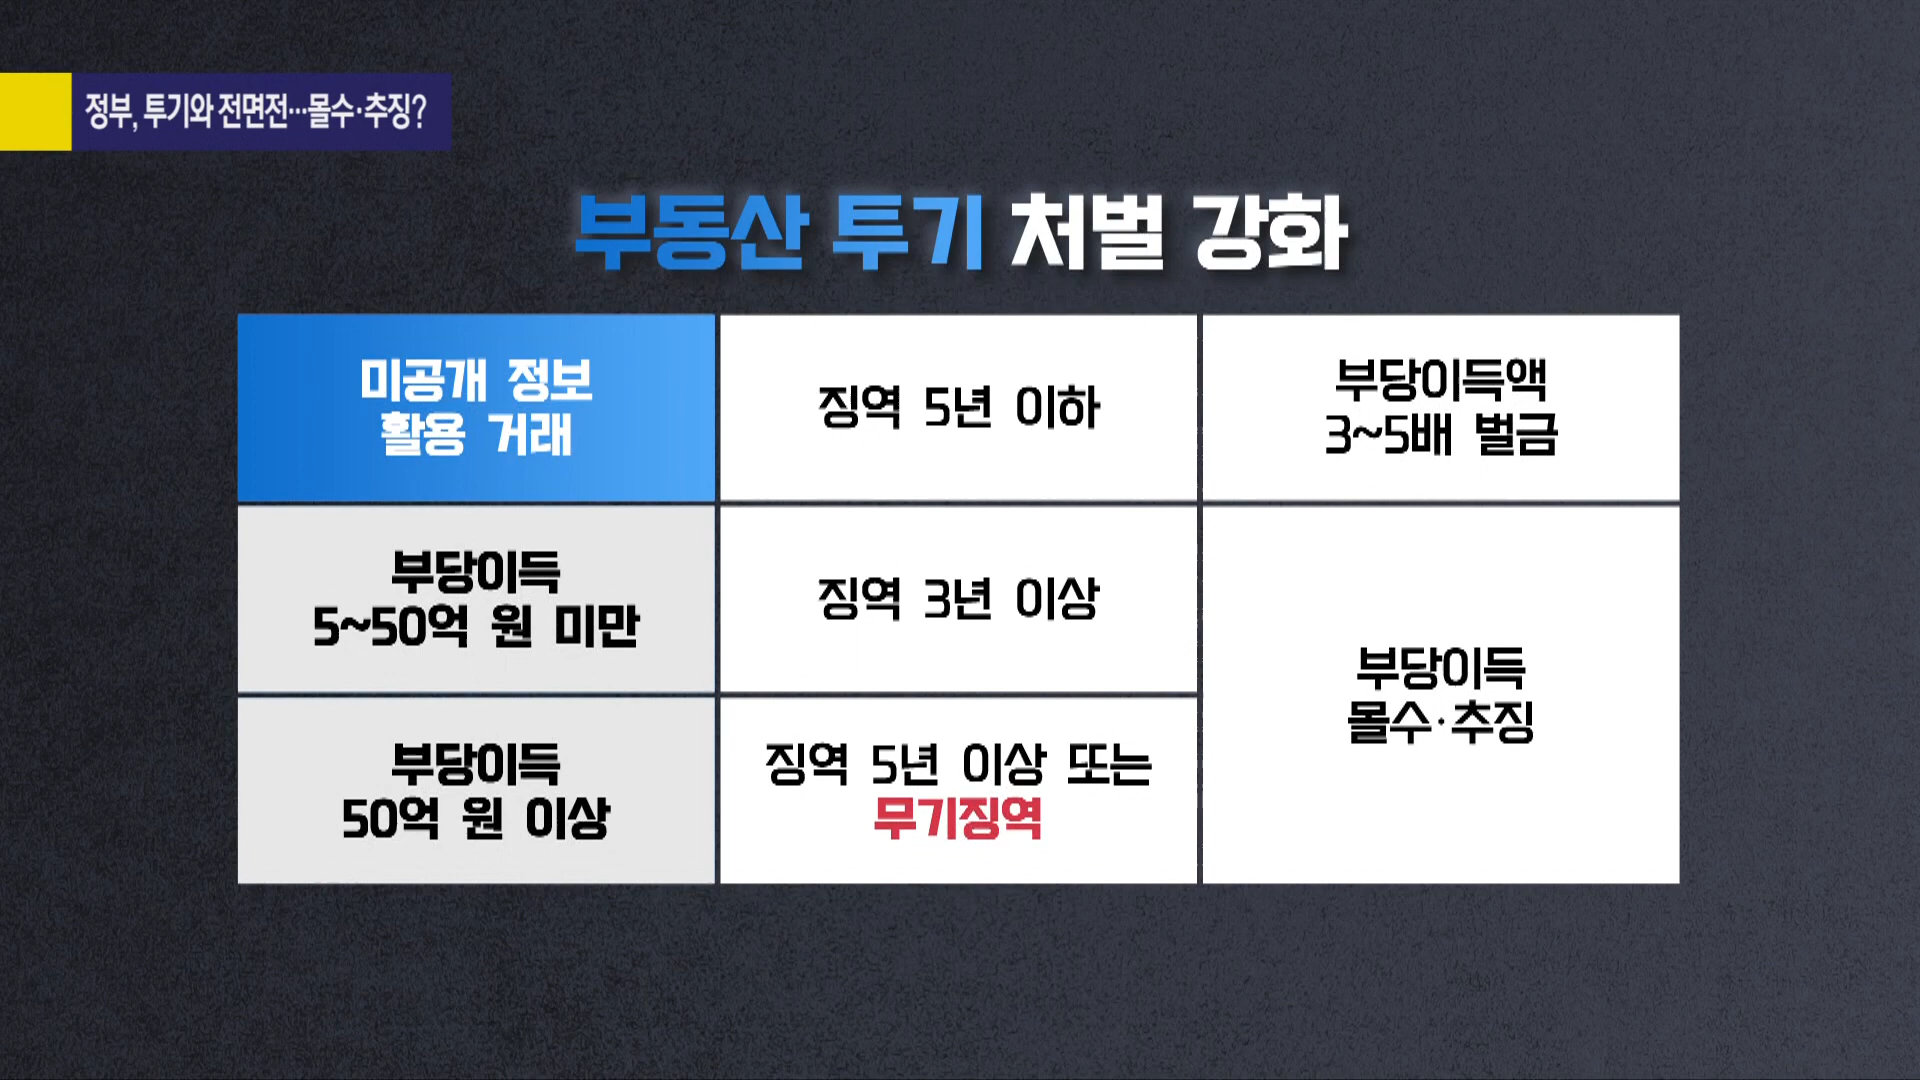 정부, 투기와 전면전…몰수·추징?
부동산 투기 처벌 강화
미공개 정보
활용 거래
징역 5년 이하
부당이득액
3~5배 벌금
부당이득
5~50억 원 미만
징역 3년 이상
부당이득
몰수·추징
부당이득
50억 원 이상
징역 5년 이상 또는
무기징역